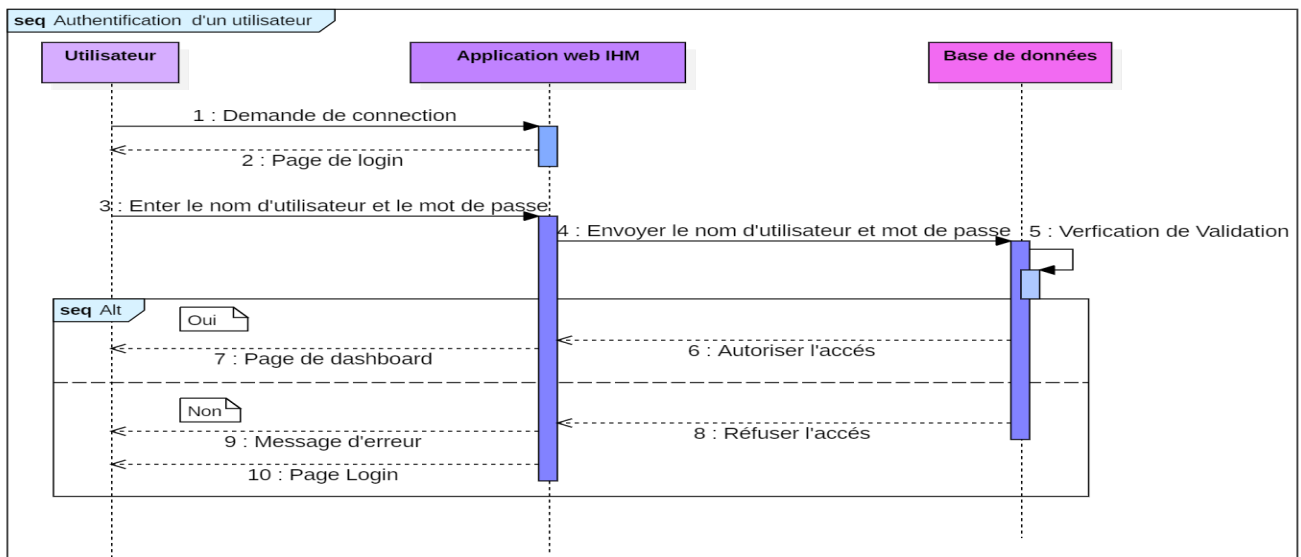 seq Authentification d'un utilisateur
Utilisateur
Application web IHM
Base de données
1 : Demande de connection
2 : Page de login
3 : Enter le nom d'utilisateur et le mot de passe
4 : Envoyer le nom d'utilisateur et mot de passe
5 : Verfication de Validation
seq Alt
Oui
6 : Autoriser l'accés
7 : Page de dashboard
Non
8 : Réfuser l'accés
9 : Message d'erreur
10 : Page Login